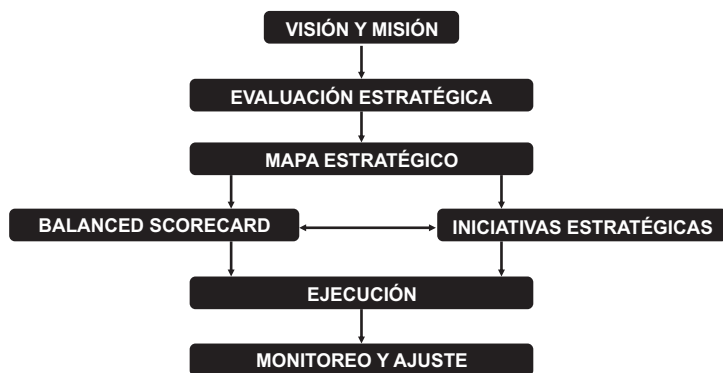 VISIÓN Y MISIÓN
EVALUACIÓN ESTRATÉGICA
MAPA ESTRATÉGICO
BALANCED SCORECARD
INICIATIVAS ESTRATÉGICAS
EJECUCIÓN
MONITOREO Y AJUSTE